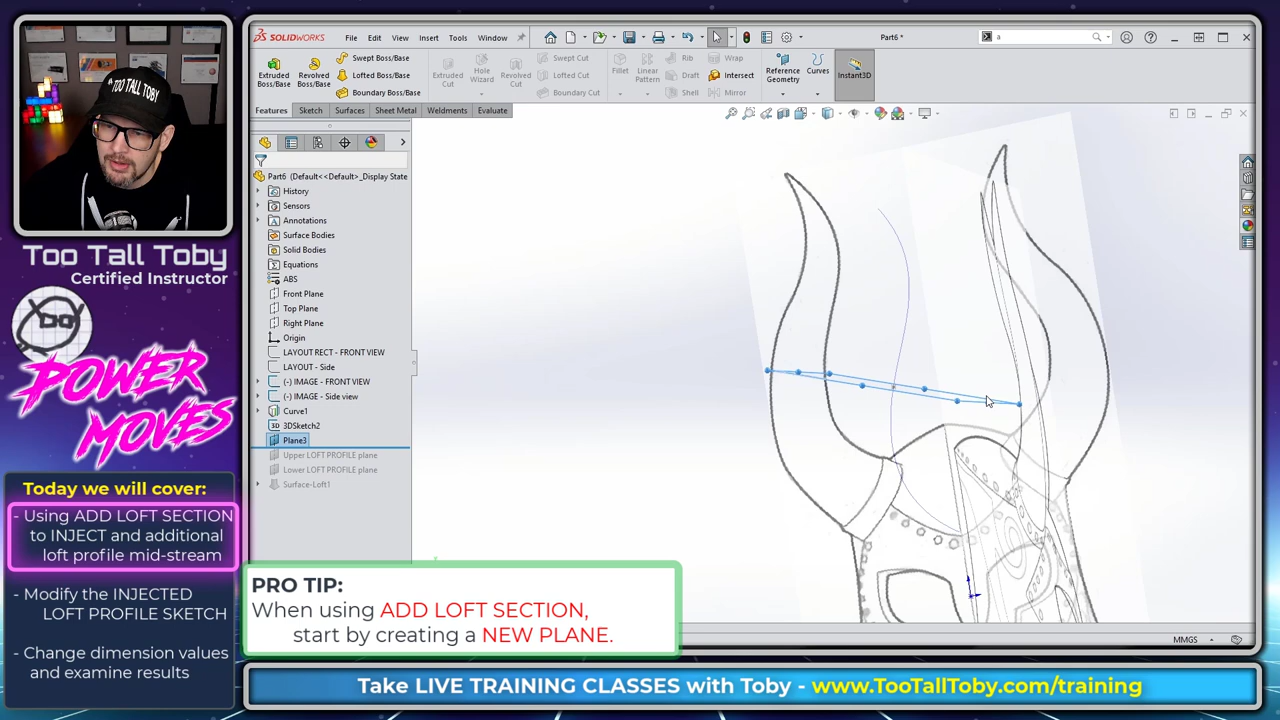 'TOO TALL TOBY
Too Tall Toby
Certified Instructor
POWER
MOVES
Today we will cover:
- Using ADD LOFT SECTION
to INJECT and additional
loft profile mid-stream
- Modify the INJECTED
LOFT PROFILE SKETCH
- Change dimension values
and examine results
SOLIDWORKS
File
Edit
View
Insert
Tools
Window
Part6 *
a
Extruded Boss/Base
Revolved Boss/Base
Swept Boss/Base
Lofted Boss/Base
Boundary Boss/Base
Extruded Cut
Hole Wizard
Revolved Cut
Swept Cut
Lofted Cut
Boundary Cut
Fillet
Linear Pattern
Rib
Draft
Shell
Wrap
Intersect
Mirror
Reference Geometry
Curves
Instant3D
Features
Sketch
Surfaces
Sheet Metal
Weldments
Evaluate
Part6 (Default<<Default>_Display State
History
Sensors
Annotations
Surface Bodies
Solid Bodies
Equations
ABS
Front Plane
Top Plane
Right Plane
Origin
LAYOUT RECT - FRONT VIEW
LAYOUT - Side
(-) IMAGE - FRONT VIEW
(-) IMAGE - Side view
Curve1
3DSketch2
Plane3
Upper LOFT PROFILE plane
Lower LOFT PROFILE plane
Surface-Loft1
PRO TIP:
When using ADD LOFT SECTION,
start by creating a NEW PLANE.
MMGS
Take LIVE TRAINING CLASSES with Toby - www.TooTallToby.com/training